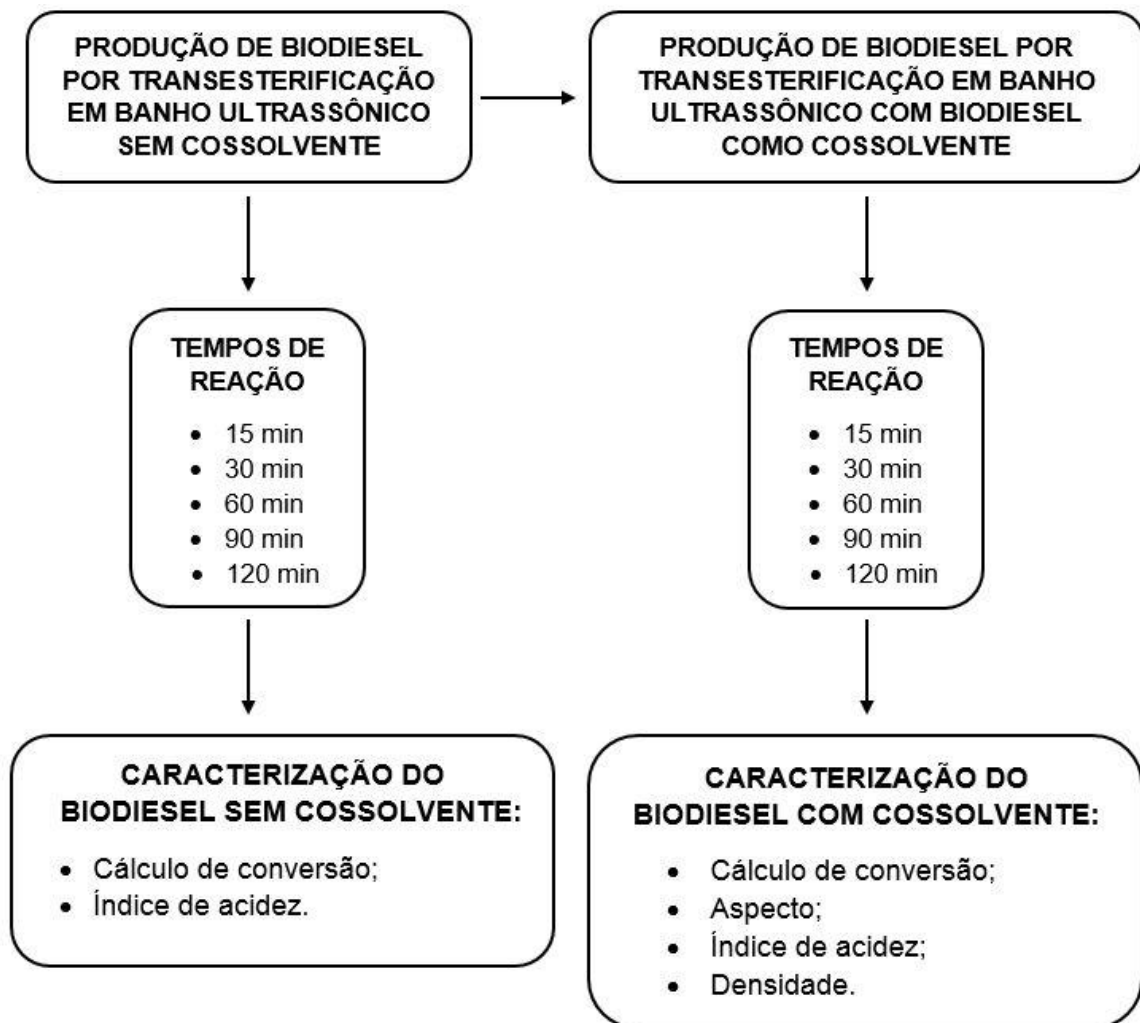 PRODUÇÃO DE BIODIESEL
POR TRANSESTERIFICAÇÃO
EM BANHO ULTRASSÔNICO
SEM COSSOLVENTE
PRODUÇÃO DE BIODIESEL POR
TRANSESTERIFICAÇÃO EM BANHO
ULTRASSÔNICO COM BIODIESEL
COMO COSSOLVENTE
TEMPOS DE
REAÇÃO
• 15 min
• 30 min
• 60 min
• 90 min
• 120 min
TEMPOS DE
REAÇÃO
• 15 min
• 30 min
• 60 min
• 90 min
• 120 min
CARACTERIZAÇÃO DO
BIODIESEL SEM COSSOLVENTE:
• Cálculo de conversão;
• Índice de acidez.
CARACTERIZAÇÃO DO
BIODIESEL COM COSSOLVENTE:
• Cálculo de conversão;
• Aspecto;
• Índice de acidez;
• Densidade.